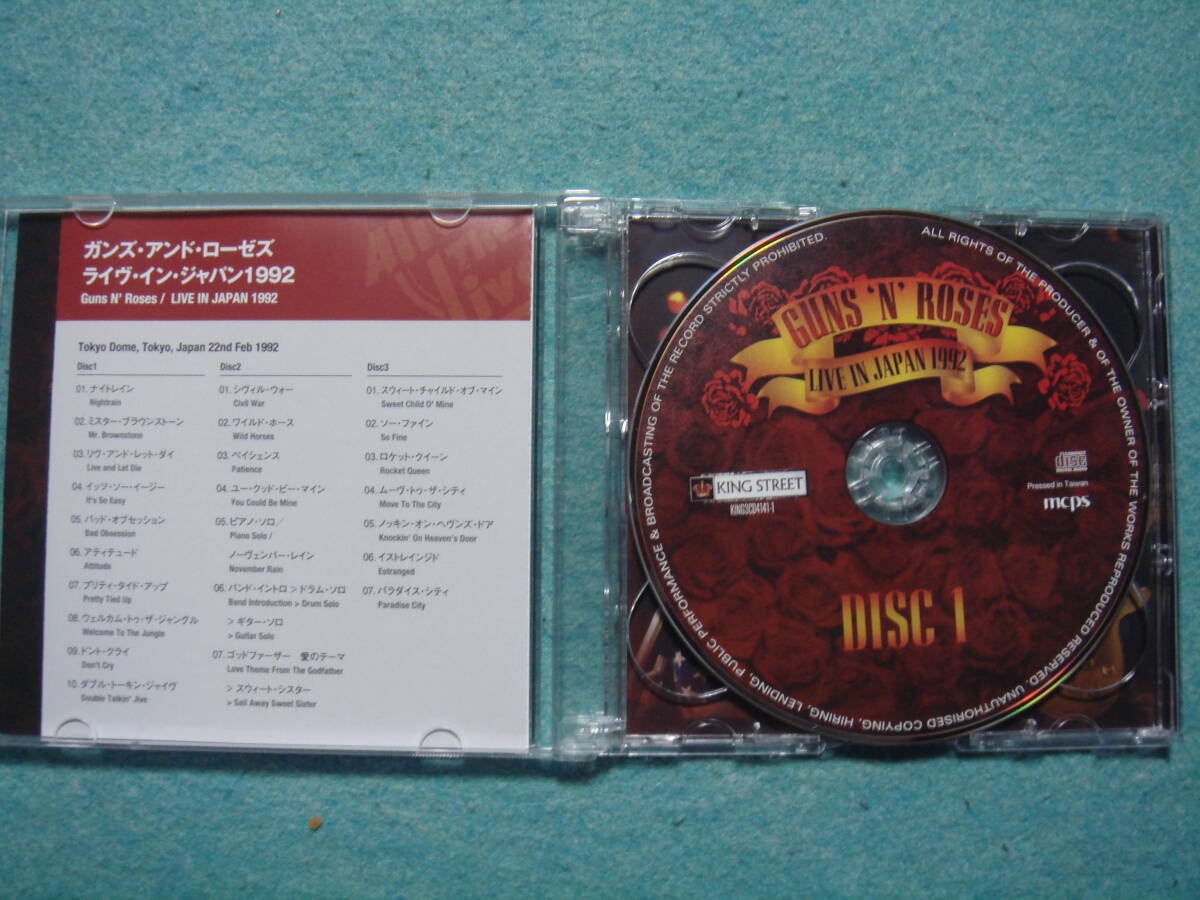 ガンズ・アンド・ローゼズ
ライヴ・イン・ジャパン1992
Guns N' Roses / LIVE IN JAPAN 1992
Tokyo Dome, Tokyo, Japan 22nd Feb 1992
Disc1
01. ナイトレイン
Nightrain
02. ミスター・ブラウンストーン
Mr. Brownstone
03. リヴ・アンド・レット・ダイ
Live and Let Die
04. イッツ・ソー・イージー
It's So Easy
05. バッド・オブセッション
Bad Obsession
06. アティテュード
Attitude
07. プリティ・タイド・アップ
Pretty Tied Up
08. ウェルカム・トゥ・ザ・ジャングル
Welcome To The Jungle
09. ドント・クライ
Don't Cry
10. ダブル・トーキン・ジャイヴ
Double Talkin' Jive
Disc2
01. シヴィル・ウォー
Civil War
02. ワイルド・ホース
Wild Horses
03. ペイシェンス
Patience
04. ユー・クッド・ビー・マイン
You Could Be Mine
05. ピアノ・ソロ／
Piano Solo /
ノーヴェンバー・レイン
November Rain
06. バンド・イントロ > ドラム・ソロ
Band Introduction > Drum Solo
> ギター・ソロ
> Guitar Solo
07. ゴッドファーザー　愛のテーマ
Love Theme From The Godfather
> スウィート・シスター
> Sail Away Sweet Sister
Disc3
01. スウィート・チャイルド・オブ・マイン
Sweet Child O' Mine
02. ソー・ファイン
So Fine
03. ロケット・クイーン
Rocket Queen
04. ムーヴ・トゥ・ザ・シティ
Move To The City
05. ノッキン・オン・ヘヴンズ・ドア
Knockin' On Heaven's Door
06. イストレインジド
Estranged
07. パラダイス・シティ
Paradise City
ALL RIGHTS OF THE PRODUCER & OF THE OWNER OF THE WORKS REPRODUCED RESERVED. UNAUTHORISED COPYING, HIRING, LENDING, PUBLIC PERFORMANCE & BROADCASTING OF THE RECORD STRICTLY PROHIBITED.
GUNS 'N' ROSES
LIVE IN JAPAN 1992
KING STREET
KING3CD4141-1
disc
Pressed in Taiwan
mcps
DISC 1